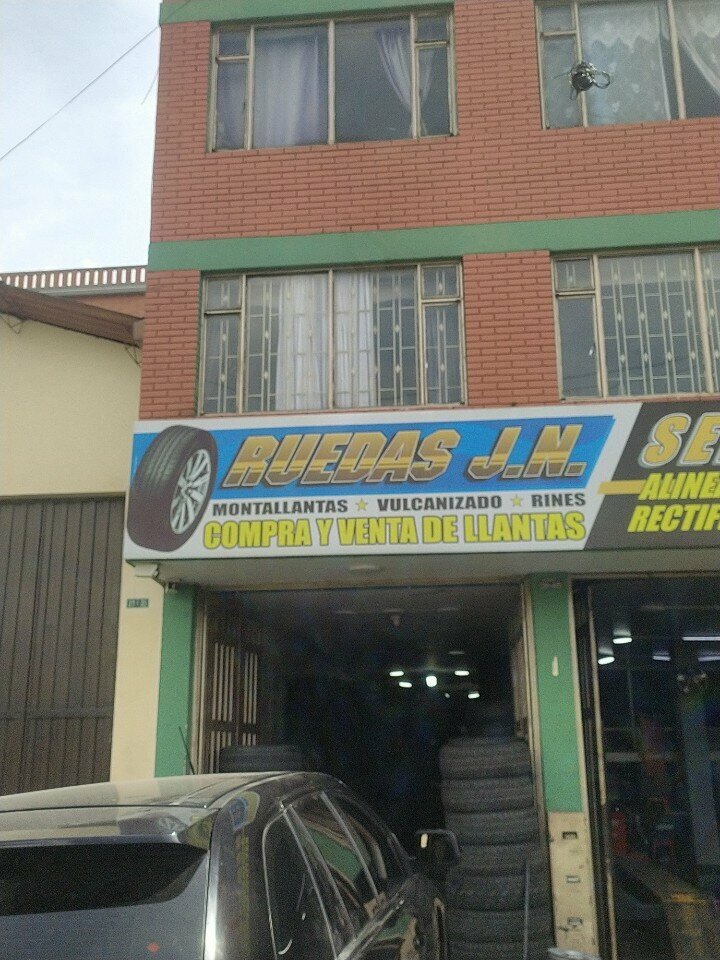 RUEDAS J.N.
MONTALLANTAS ★ VULCANIZADO ★ RINES
COMPRA Y VENTA DE LLANTAS